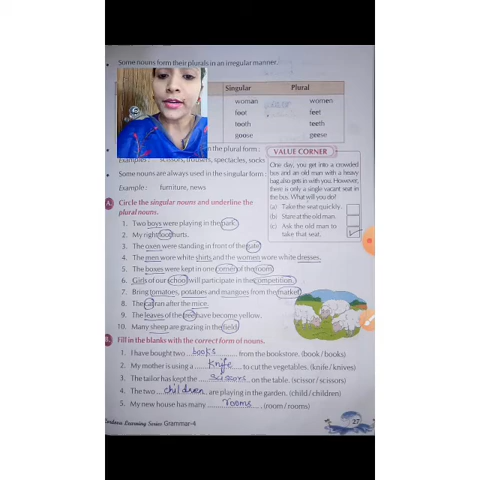 Some nouns form their plurals in an irregular manner.
Singular Plural
woman women
foot feet
tooth teeth
goose geese
in the plural form :
Examples : scissors, trousers, spectacles, socks
Some nouns are always used in the singular form :
Example : furniture, news
VALUE CORNER
One day, you get into a crowded
bus and an old man with a heavy
bag also gets in with you. However,
there is only a single vacant seat in
the bus. What will you do?
(a) Take the seat quickly.
(b) Stare at the old man.
(c) Ask the old man to
take that seat. ✓
A. Circle the singular nouns and underline the
plural nouns.
1. Two boys were playing in the park.
2. My right foot hurts.
3. The oxen were standing in front of the gate.
4. The men wore white shirts and the women wore white dresses.
5. The boxes were kept in one corner of the room.
6. Girls of our school will participate in the competition.
7. Bring tomatoes, potatoes and mangoes from the market.
8. The cat ran after the mice.
9. The leaves of the tree have become yellow.
10. Many sheep are grazing in the field.
B. Fill in the blanks with the correct form of nouns.
1. I have bought two books from the bookstore. (book / books)
2. My mother is using a knife to cut the vegetables. (knife / knives)
3. The tailor has kept the scissors on the table. (scissor / scissors)
4. The two children are playing in the garden. (child / children)
5. My new house has many rooms. (room / rooms)
Learning Series Grammar-4
27